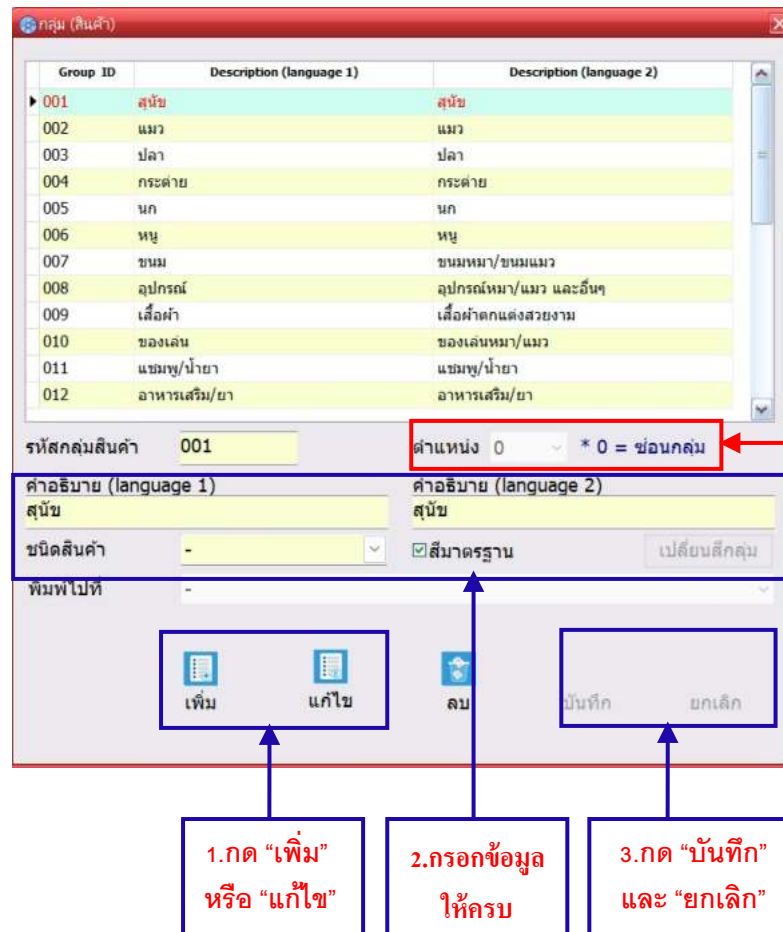 กลุ่ม (สินค้า)
Group ID Description (language 1) Description (language 2)
001 สุนัข สุนัข
002 แมว แมว
003 ปลา ปลา
004 กระต่าย กระต่าย
005 นก นก
006 หนู หนู
007 ขนม ขนมหมา/ขนมแมว
008 อุปกรณ์ อุปกรณ์หมา/แมว และอื่นๆ
009 เสื้อผ้า เสื้อผ้าตกแต่งสวยงาม
010 ของเล่น ของเล่นหมา/แมว
011 แชมพู/น้ำยา แชมพู/น้ำยา
012 อาหารเสริม/ยา อาหารเสริม/ยา
รหัสกลุ่มสินค้า 001 ตำแหน่ง 0 * 0 = ซ่อนกลุ่ม
คำอธิบาย (language 1) คำอธิบาย (language 2)
สุนัข สุนัข
ชนิดสินค้า - สีมาตรฐาน เปลี่ยนสีกลุ่ม
พิมพ์ไปที่ -
เพิ่ม แก้ไข ลบ บันทึก ยกเลิก
1.กด “เพิ่ม” 2.กรอกข้อมูล 3.กด “บันทึก”
หรือ “แก้ไข” ให้ครบ และ “ยกเลิก”